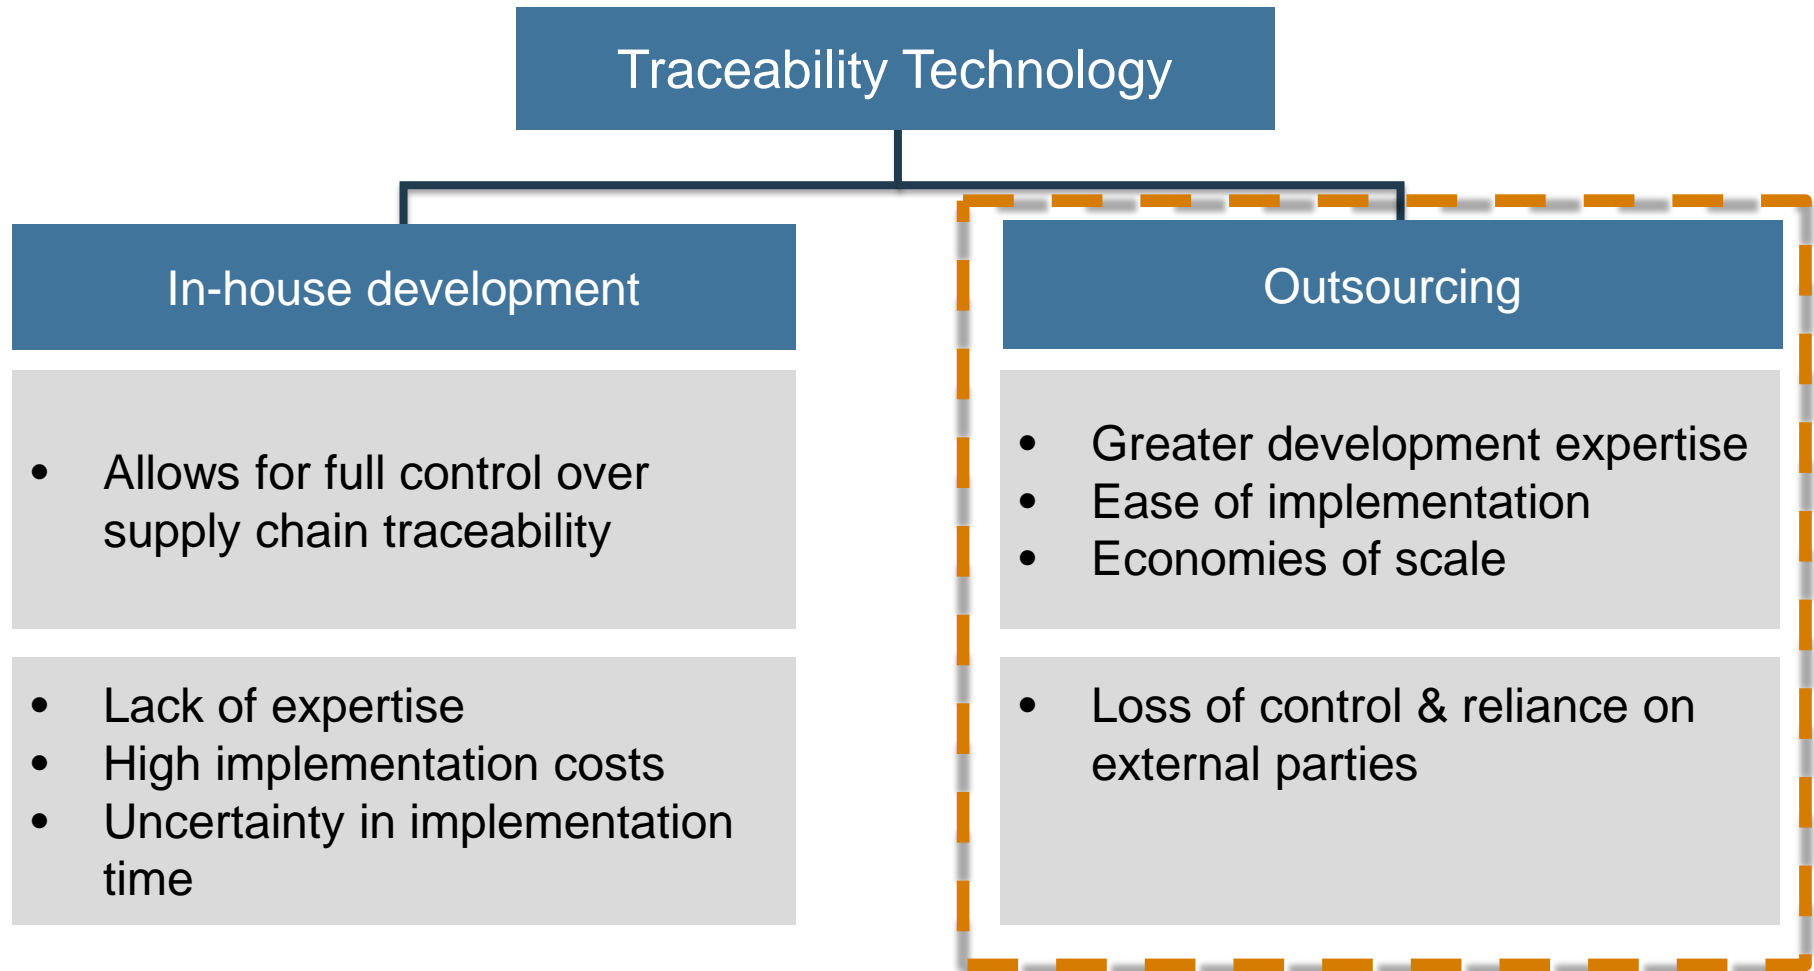 Traceability Technology
In-house development
• Allows for full control over
supply chain traceability
• Lack of expertise
• High implementation costs
• Uncertainty in implementation
time
Outsourcing
• Greater development expertise
• Ease of implementation
• Economies of scale
• Loss of control & reliance on
external parties